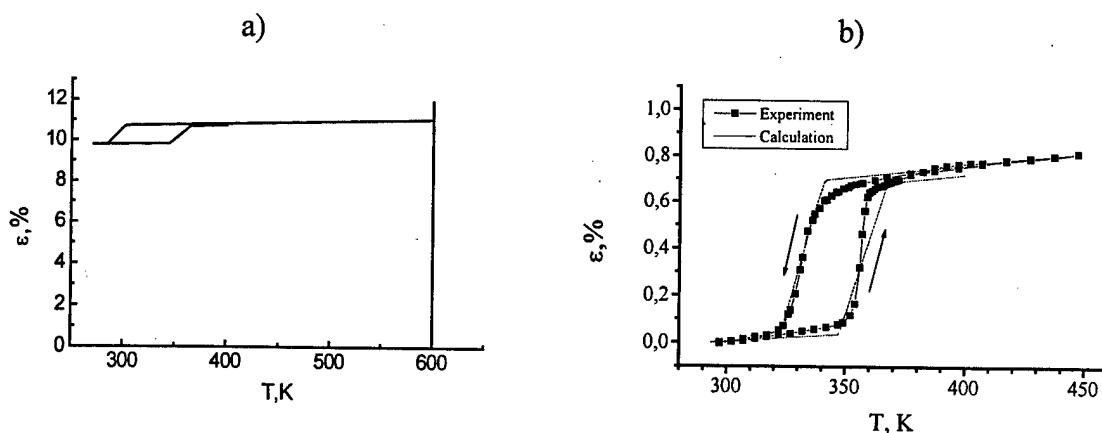 a)
12
10
8
6
4
2
0
ε,%
300
400
500
600
T,K
b)
1,0
0,8
0,6
0,4
0,2
0,0
ε,%
Experiment
Calculation
300
350
400
450
T, K